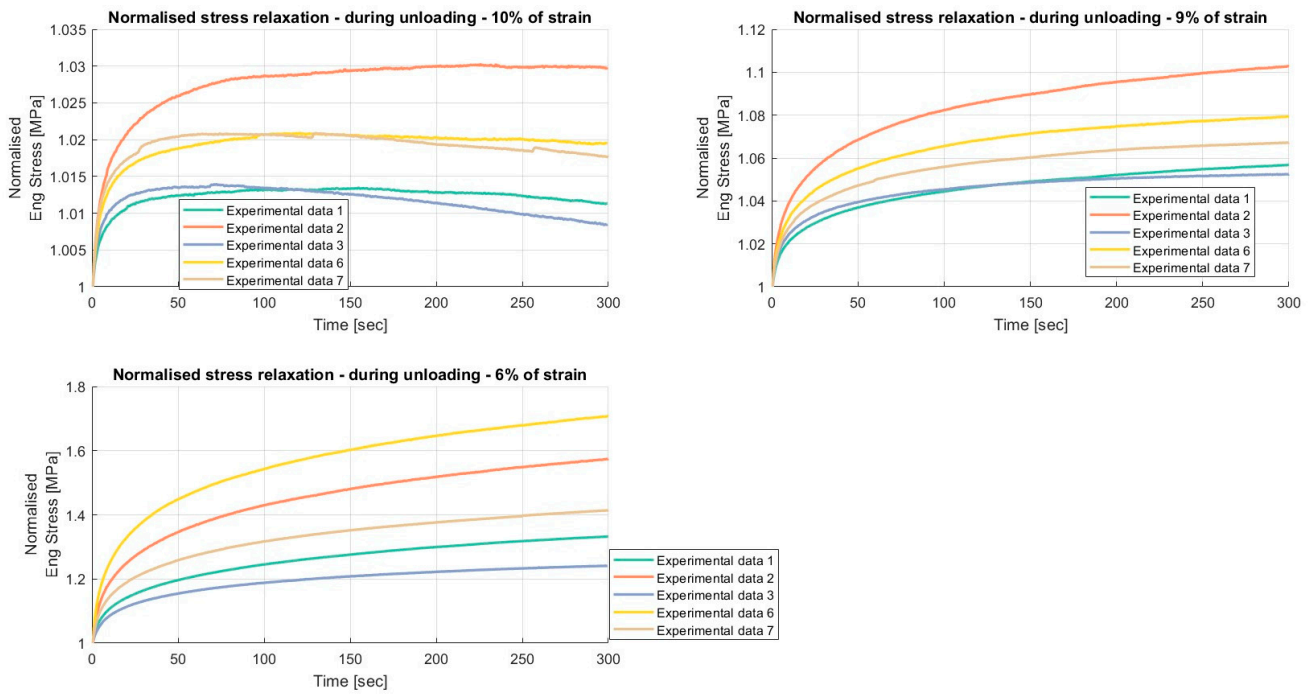 Normalised stress relaxation - during unloading - 10% of strain
1.035
1.03
1.025
1.02
1.015
1.01
1.005
1
Normalised
Eng Stress [MPa]
Experimental data 1
Experimental data 2
Experimental data 3
Experimental data 6
Experimental data 7
0 50 100 150 200 250 300
Time [sec]
Normalised stress relaxation - during unloading - 9% of strain
1.12
1.1
1.08
1.06
1.04
1.02
1
Normalised
Eng Stress [MPa]
Experimental data 1
Experimental data 2
Experimental data 3
Experimental data 6
Experimental data 7
0 50 100 150 200 250 300
Time [sec]
Normalised stress relaxation - during unloading - 6% of strain
1.8
1.6
1.4
1.2
1
Normalised
Eng Stress [MPa]
Experimental data 1
Experimental data 2
Experimental data 3
Experimental data 6
Experimental data 7
0 50 100 150 200 250 300
Time [sec]